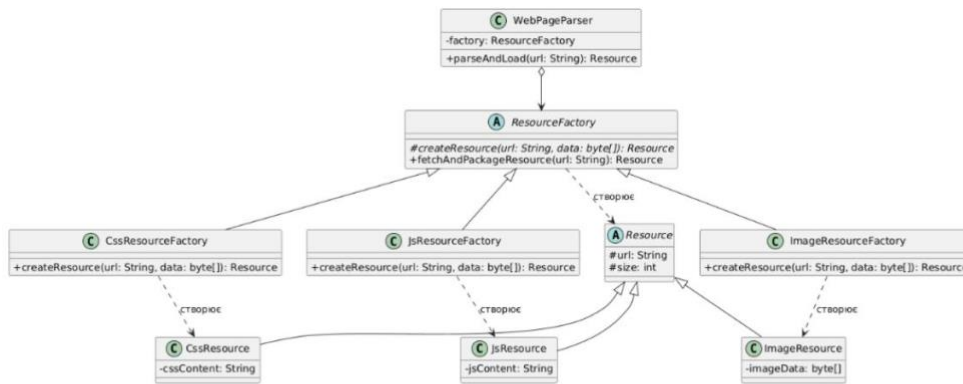 C WebPageParser
-factory: ResourceFactory
+parseAndLoad(url: String): Resource
A ResourceFactory
#createResource(url: String, data: byte[]): Resource
+fetchAndPackageResource(url: String): Resource
створює
C CssResourceFactory
+createResource(url: String, data: byte[]): Resource
C JsResourceFactory
+createResource(url: String, data: byte[]): Resource
A Resource
#url: String
#size: int
C ImageResourceFactory
+createResource(url: String, data: byte[]): Resource
створює
створює
створює
C CssResource
-cssContent: String
C JsResource
-jsContent: String
C ImageResource
-imageData: byte[]